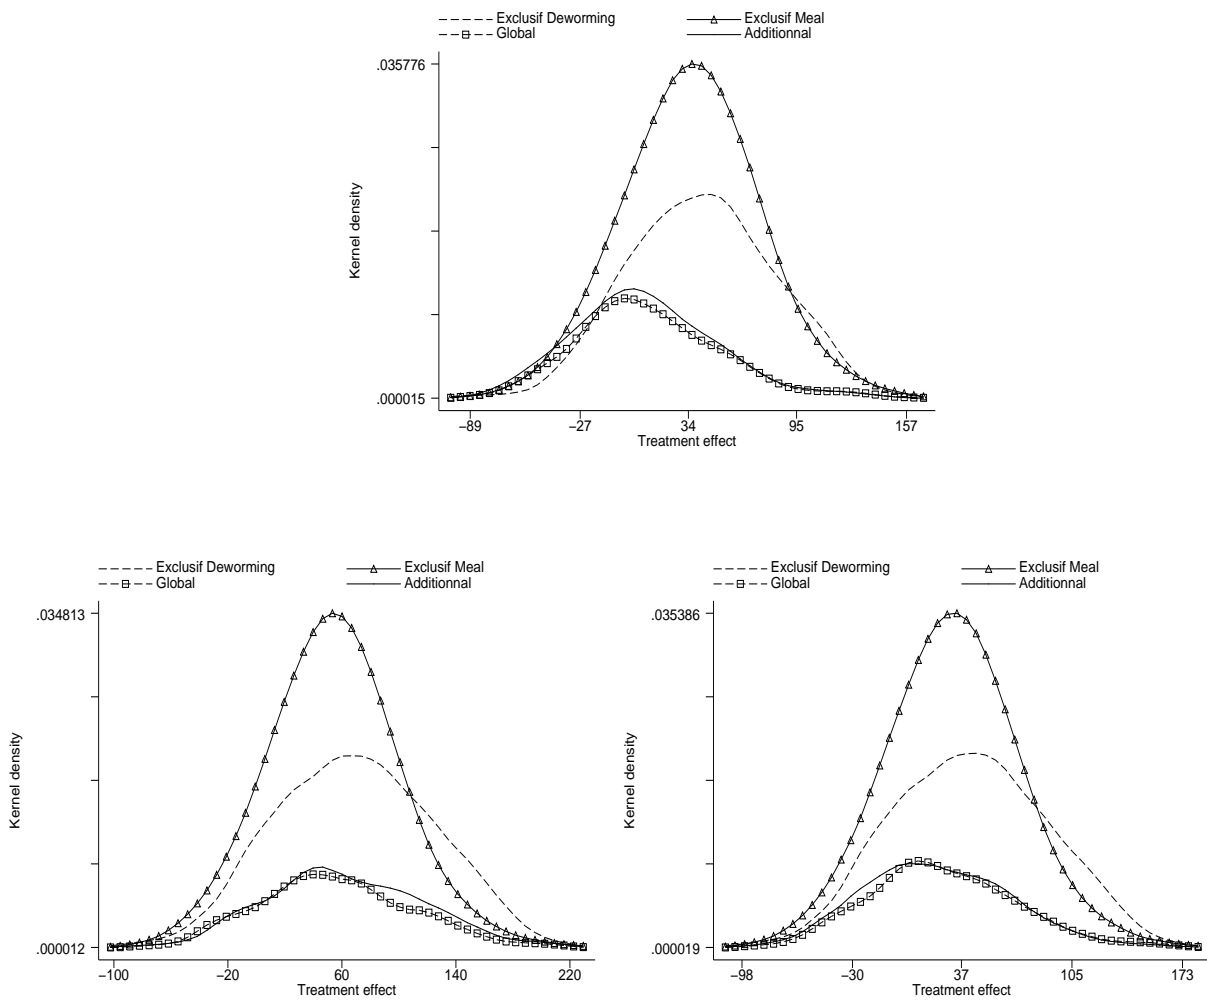 Exclusif Deworming Exclusif Meal
Global Additionnal
.035776
Kernel density
.000015
−89 −27 34 95 157
Treatment effect
Exclusif Deworming Exclusif Meal
Global Additionnal
.034813
Kernel density
.000012
−100 −20 60 140 220
Treatment effect
Exclusif Deworming Exclusif Meal
Global Additionnal
.035386
Kernel density
.000019
−98 −30 37 105 173
Treatment effect